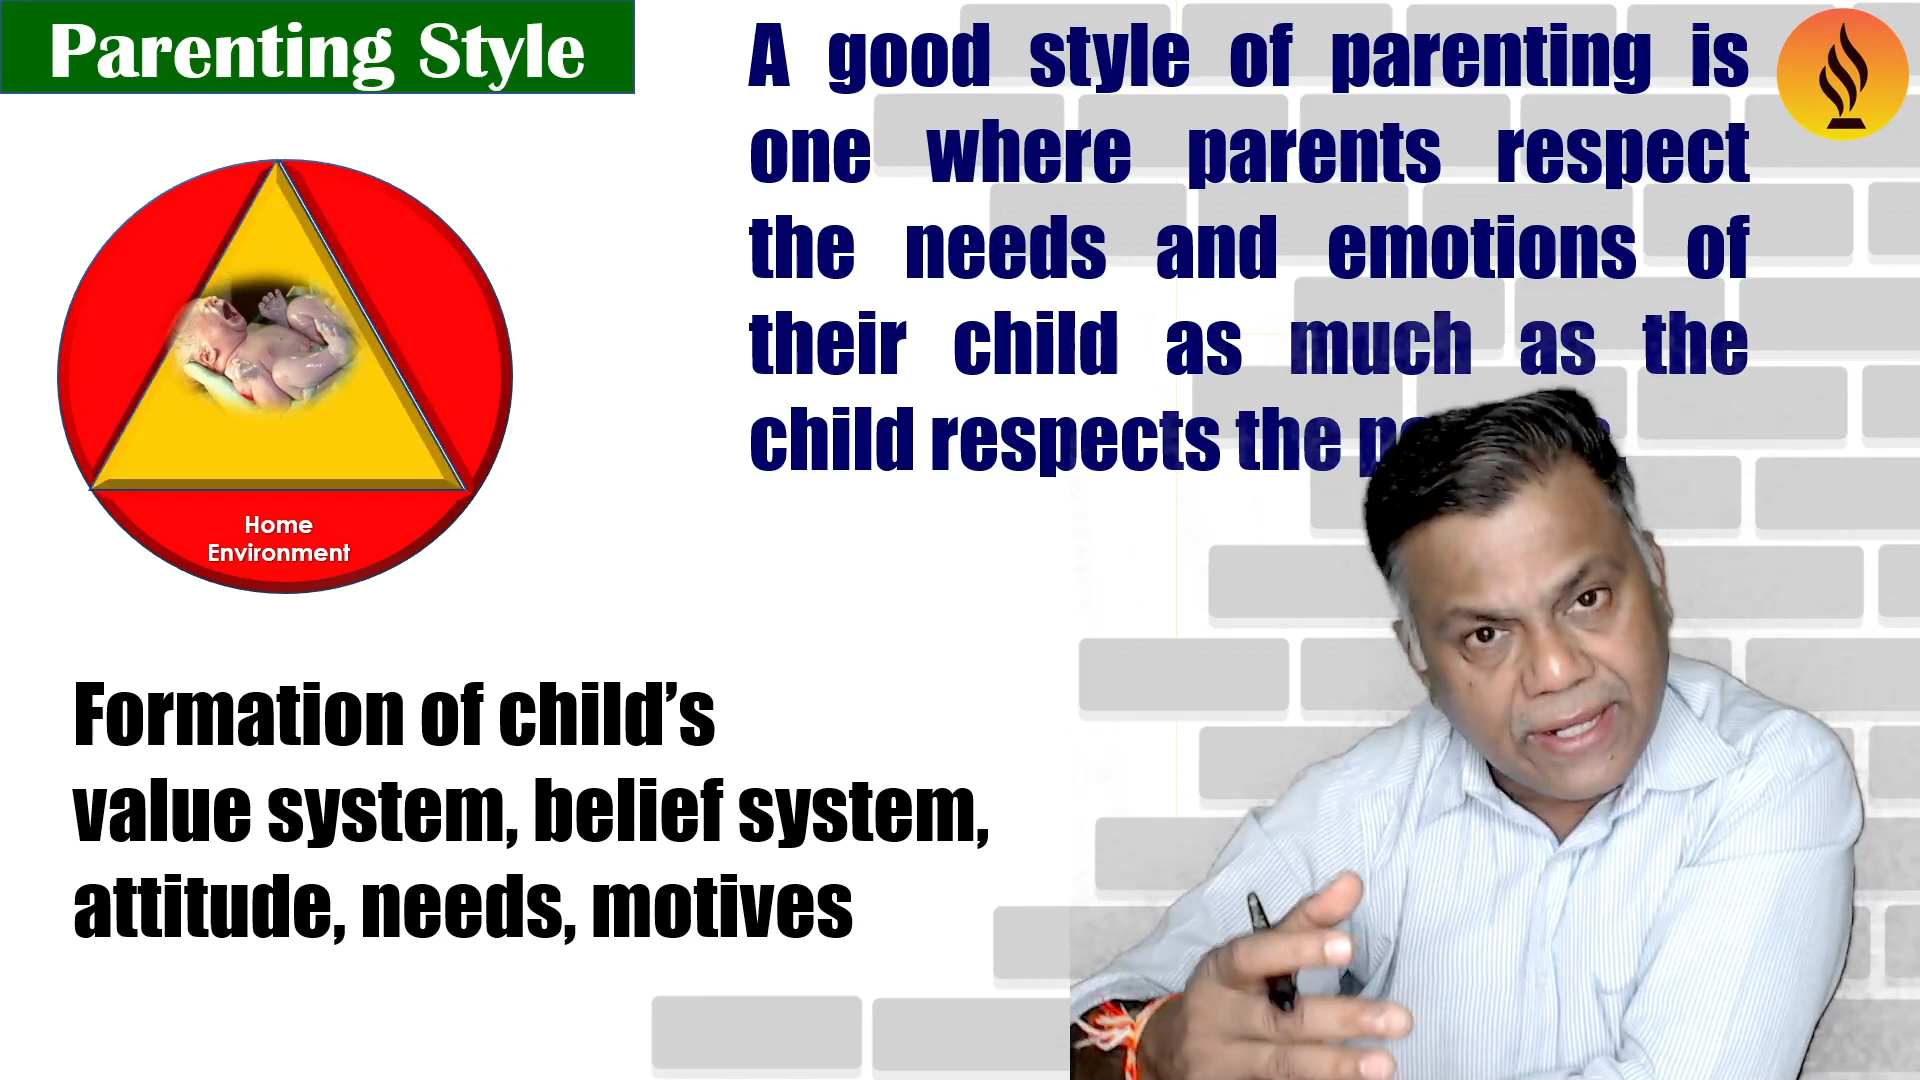 Parenting Style
A good style of parenting is
one where parents respect
the needs and emotions of
their child as much as the
child respects the
Home
Environment
Formation of child's
value system, belief system,
attitude, needs, motives